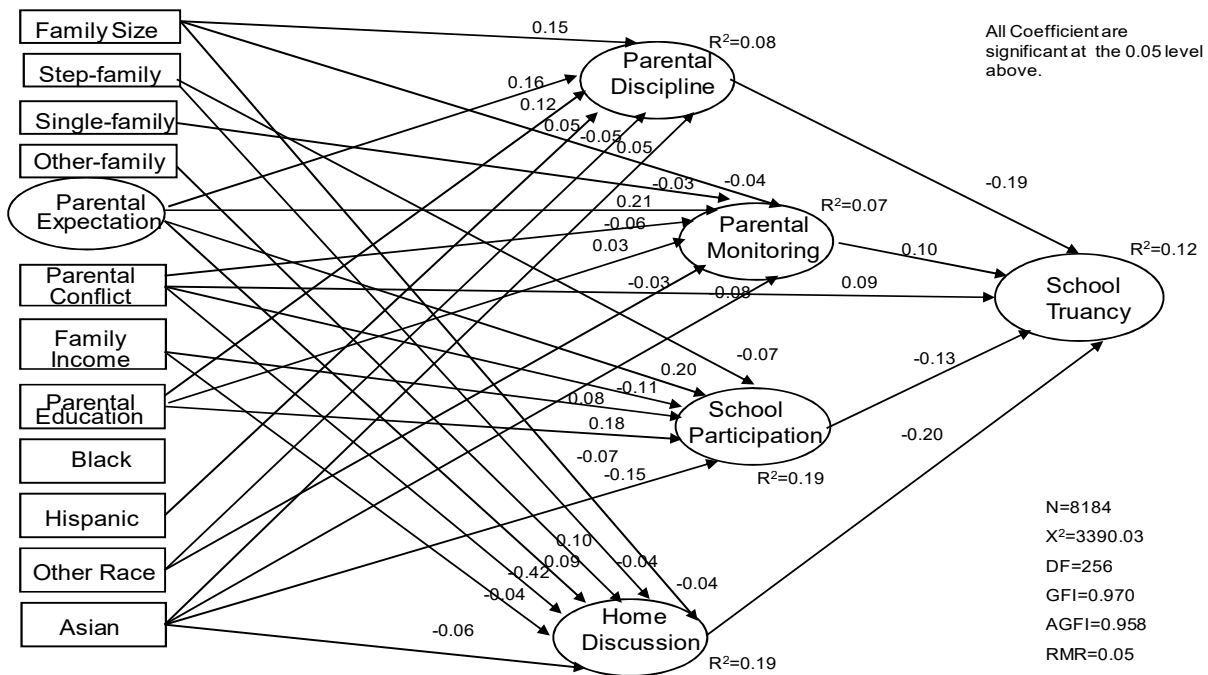 Family Size
Step-family
Single-family
Other-family
Parental
Expectation
Parental
Conflict
Family
Income
Parental
Education
Black
Hispanic
Other Race
Asian
0.15
0.16
0.12
0.05
-0.05
0.05
Parental
Discipline
R²=0.08
All Coefficient are
significant at the 0.05 level
above.
-0.03
-0.04
0.21
-0.06
0.03
-0.03
0.08
Parental
Monitoring
R²=0.07
-0.19
0.10
0.09
R²=0.12
School
Truancy
-0.07
0.20
-0.11
0.08
0.18
-0.07
-0.15
School
Participation
R²=0.19
-0.13
-0.20
0.10
0.09
-0.04
-0.42
-0.04
-0.04
-0.06
Home
Discussion
R²=0.19
N=8184
X²=3390.03
DF=256
GFI=0.970
AGFI=0.958
RMR=0.05